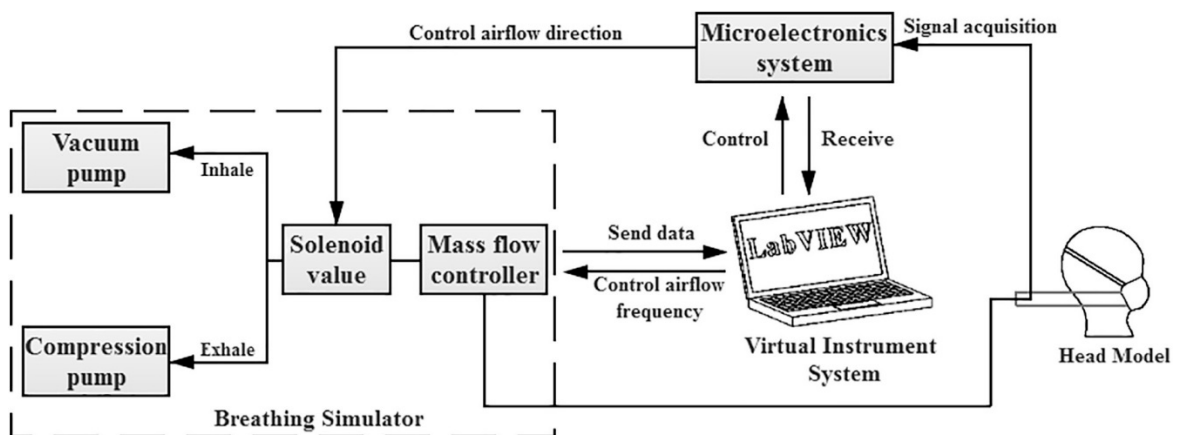 Control airflow direction
Microelectronics
system
Signal acquisition
Vacuum
pump
Inhale
Control
Receive
Solenoid
value
Mass flow
controller
Send data
Control airflow
frequency
LabVIEW
Compression
pump
Exhale
Virtual Instrument
System
Head Model
Breathing Simulator